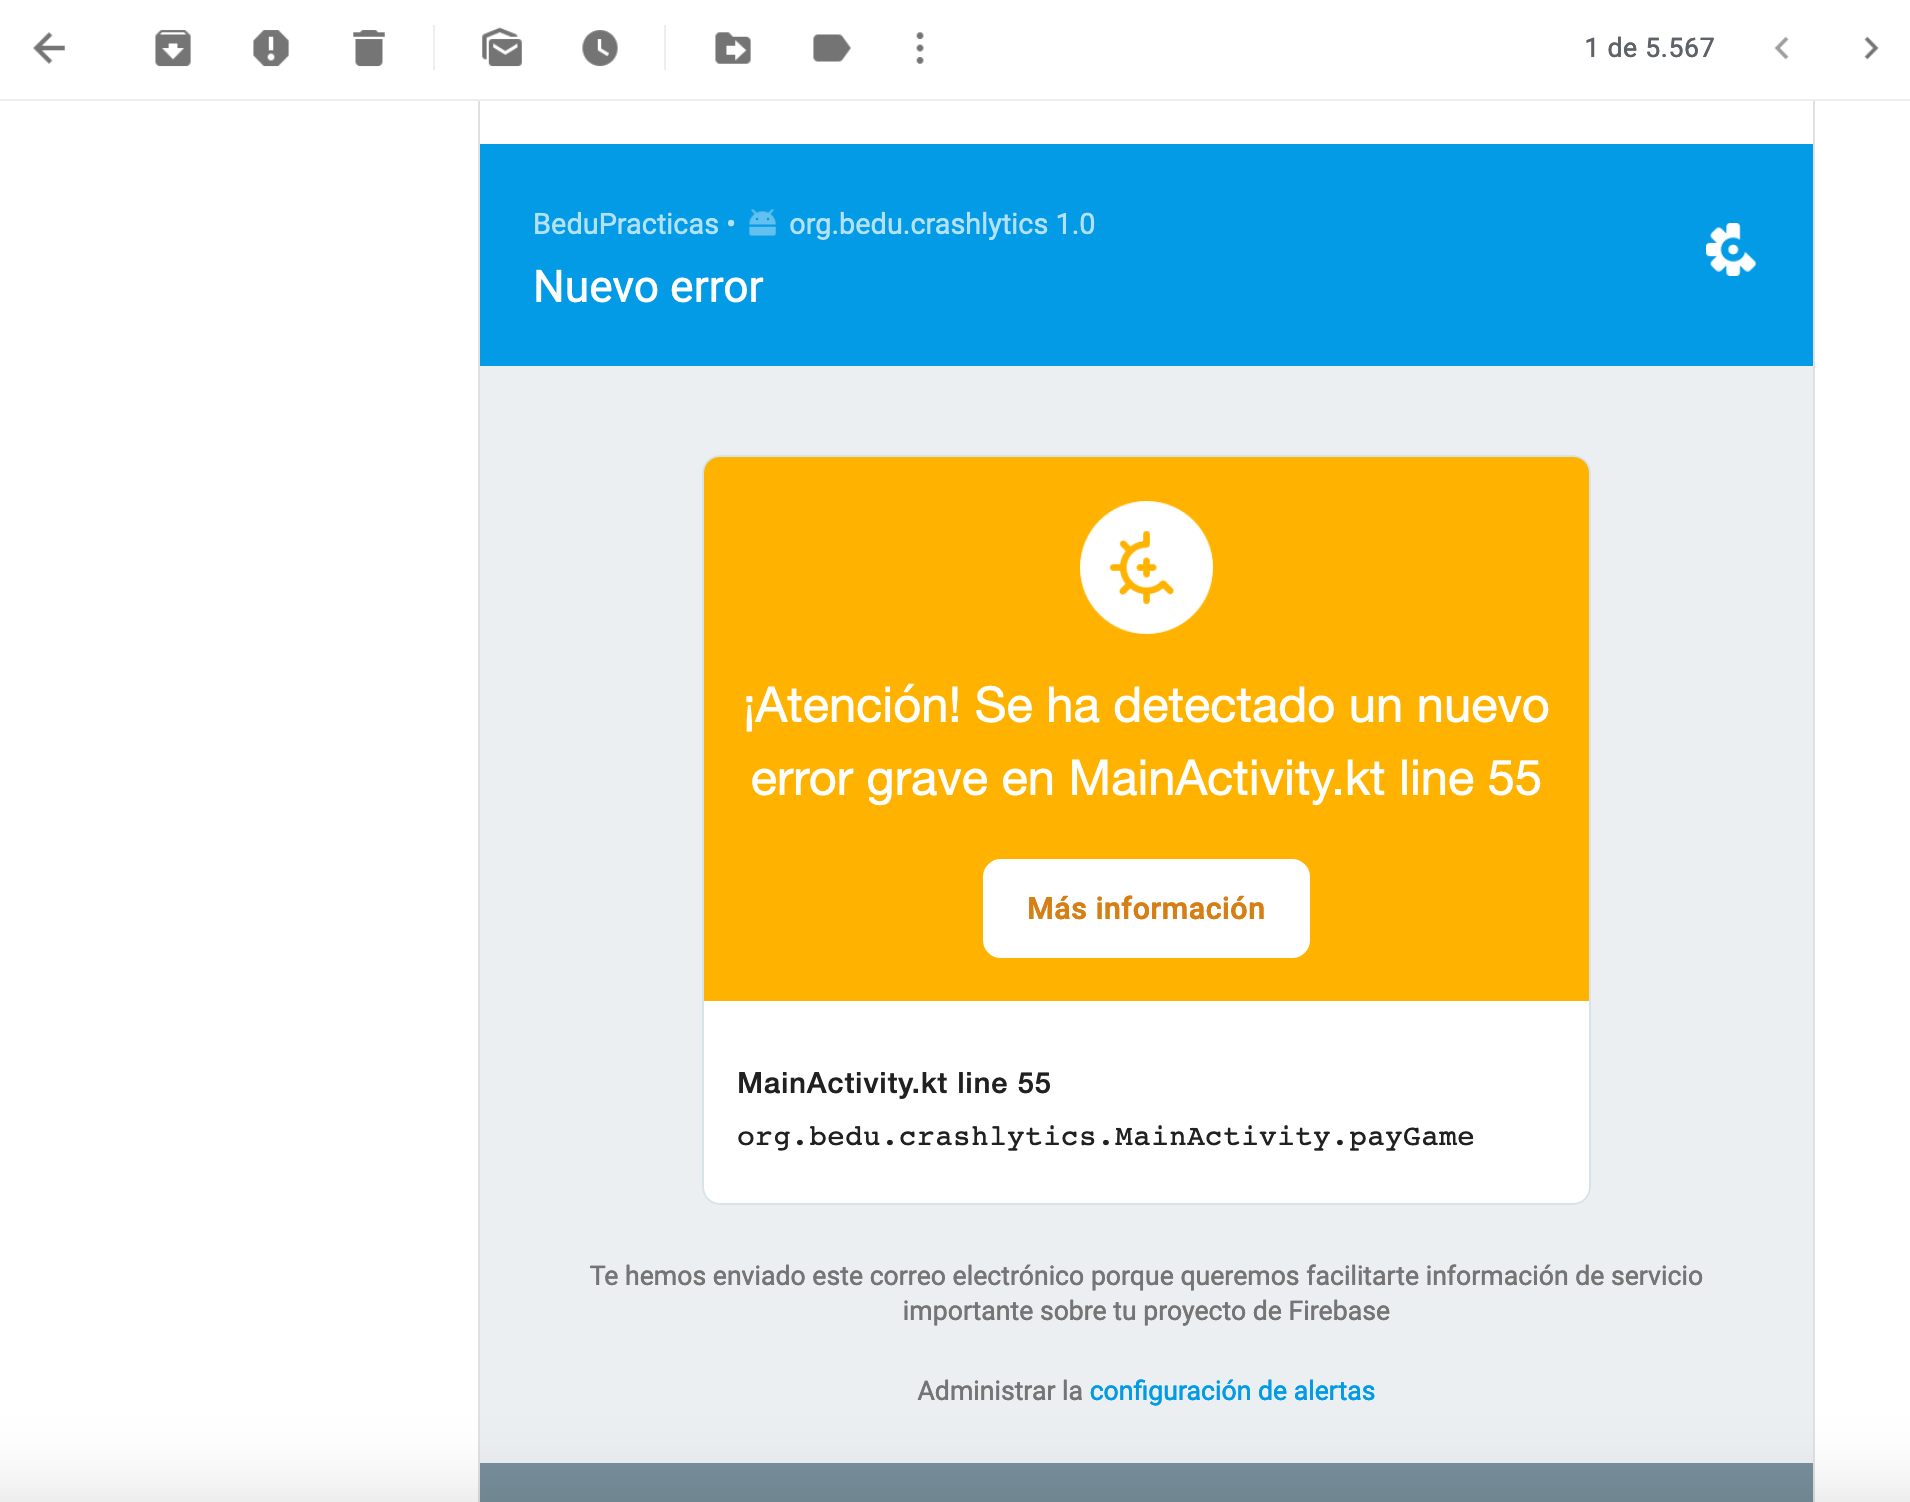 1 de 5.567
BeduPracticas • org.bedu.crashlytics 1.0
Nuevo error
¡Atención! Se ha detectado un nuevo
error grave en MainActivity.kt line 55
Más información
MainActivity.kt line 55
org.bedu.crashlytics.MainActivity.payGame
Te hemos enviado este correo electrónico porque queremos facilitarte información de servicio
importante sobre tu proyecto de Firebase
Administrar la configuración de alertas